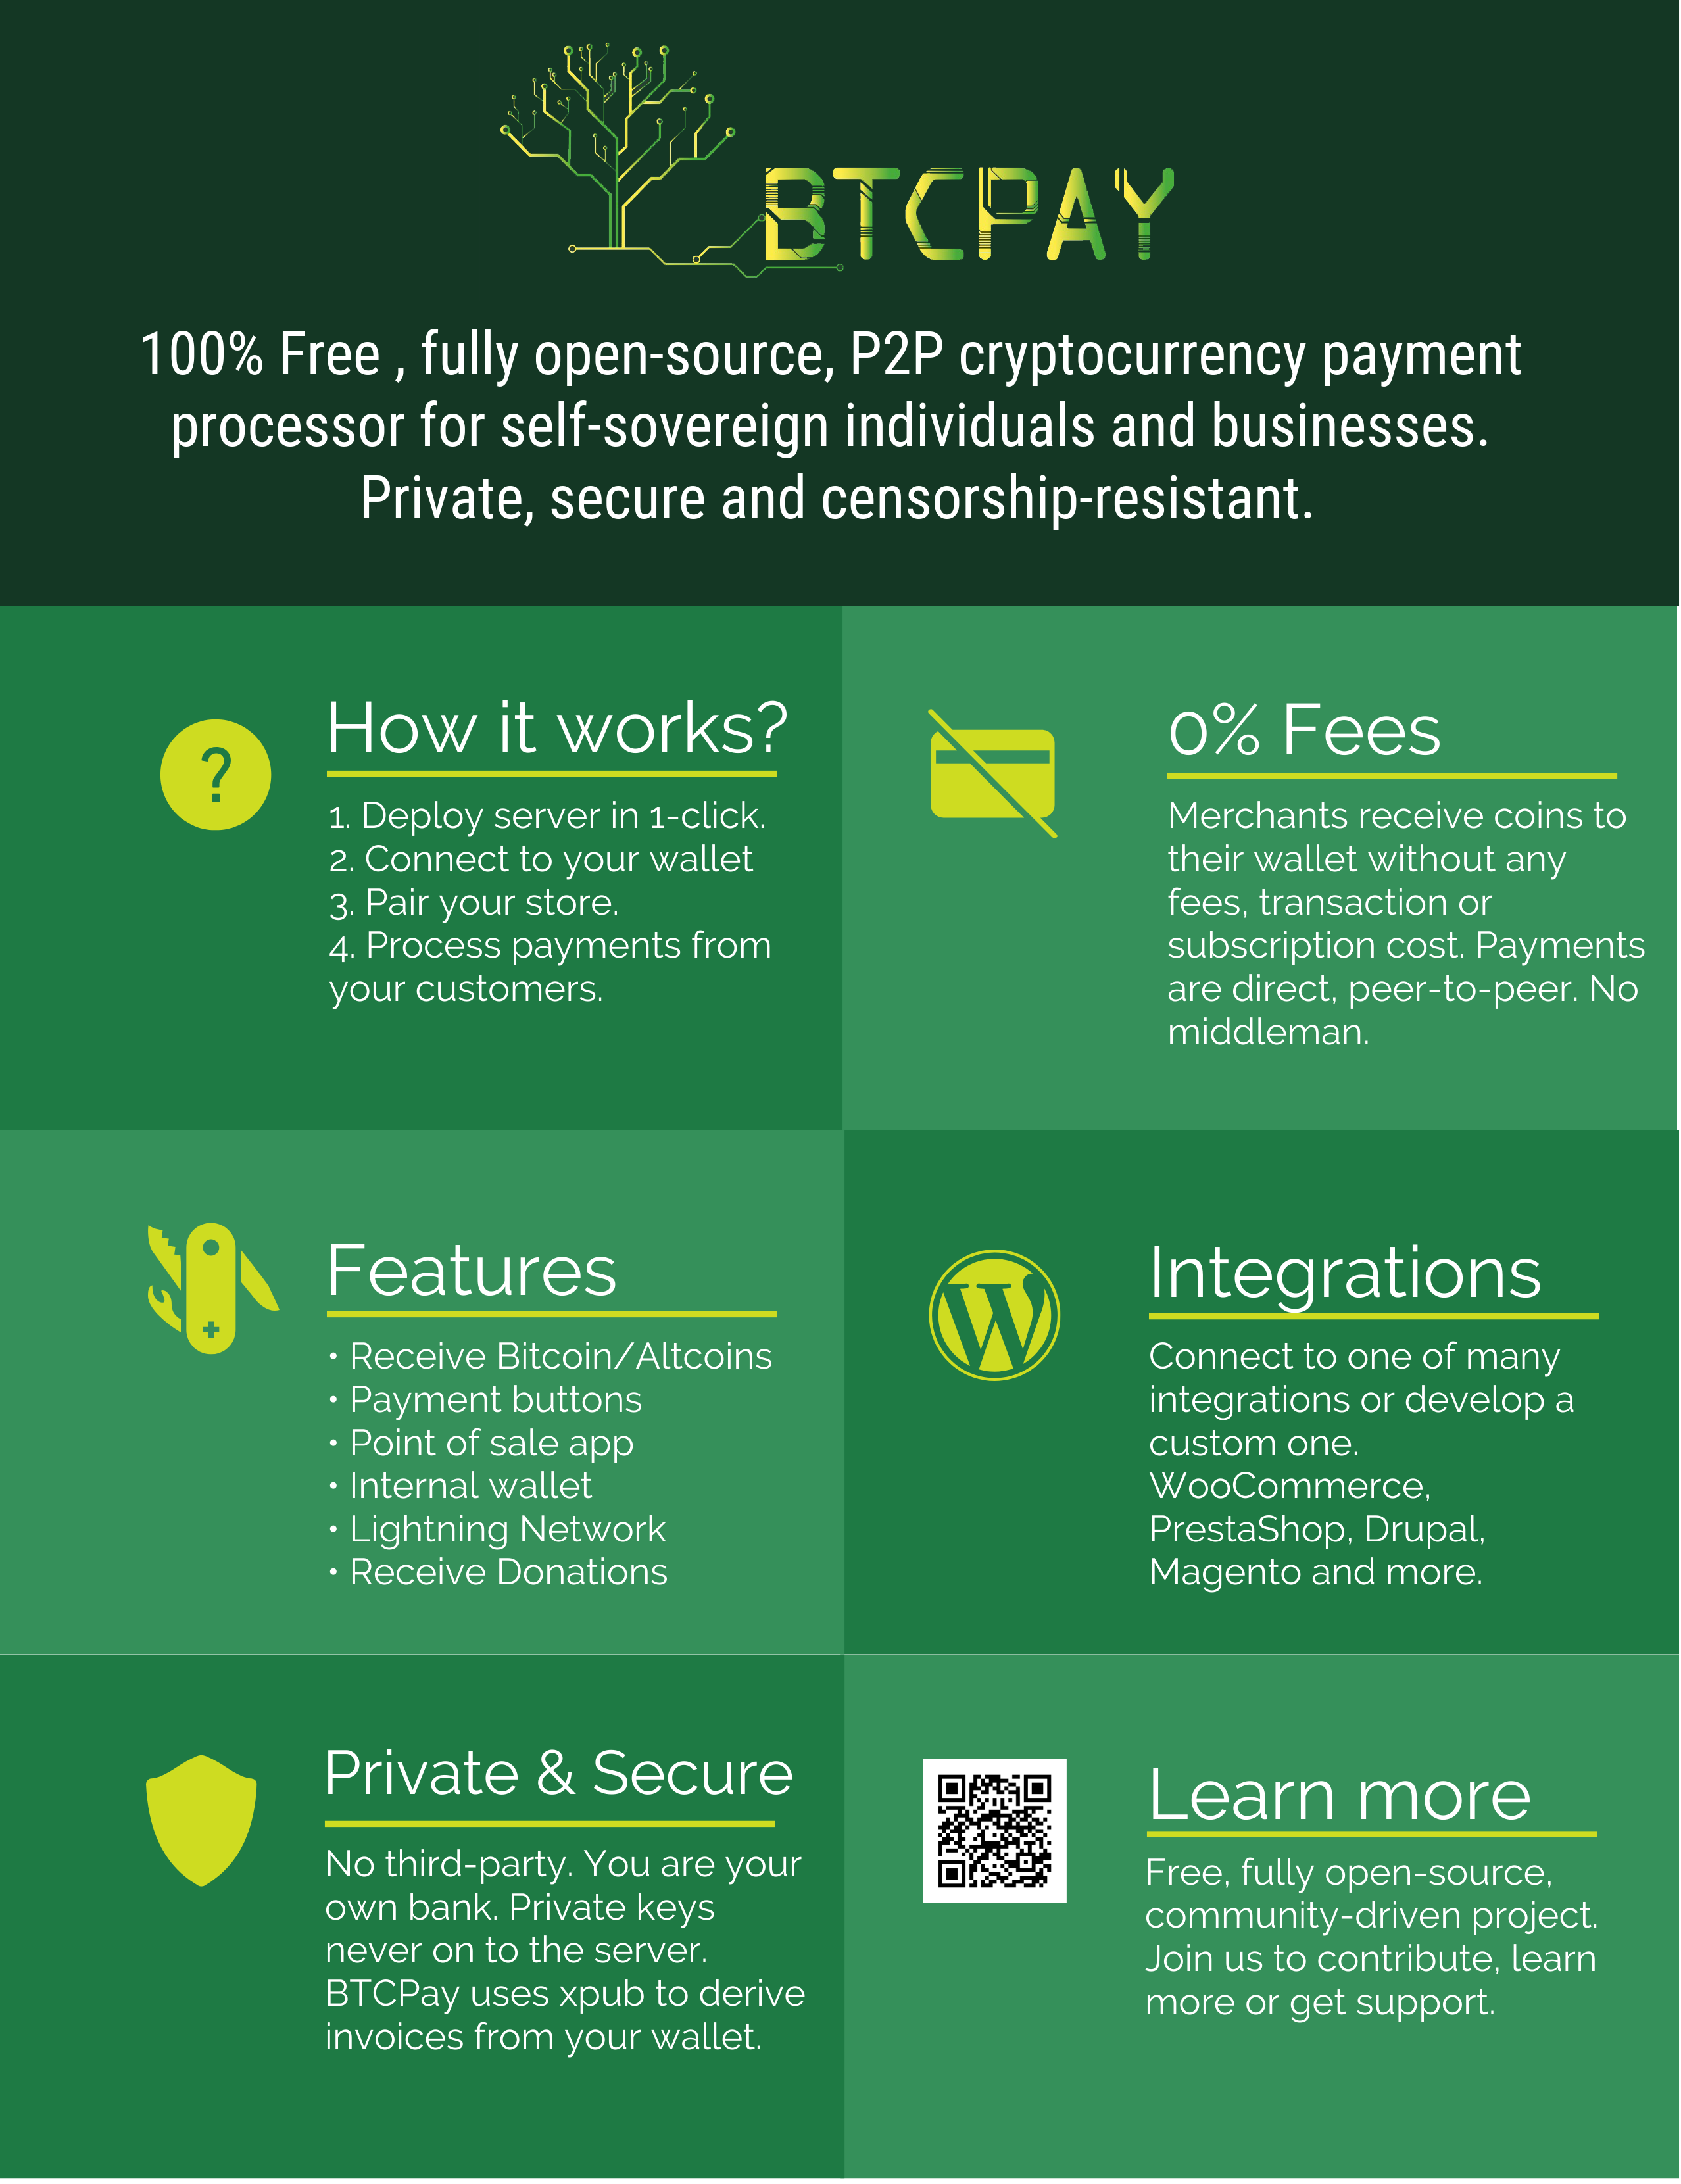 BTCPAY
100% Free , fully open-source, P2P cryptocurrency payment
processor for self-sovereign individuals and businesses.
Private, secure and censorship-resistant.
?
How it works?
1. Deploy server in 1-click.
2. Connect to your wallet
3. Pair your store.
4. Process payments from
your customers.
0% Fees
Merchants receive coins to
their wallet without any
fees, transaction or
subscription cost. Payments
are direct, peer-to-peer. No
middleman.
Features
• Receive Bitcoin/Altcoins
• Payment buttons
• Point of sale app
• Internal wallet
• Lightning Network
• Receive Donations
W
Integrations
Connect to one of many
integrations or develop a
custom one.
WooCommerce,
PrestaShop, Drupal,
Magento and more.
Private & Secure
No third-party. You are your
own bank. Private keys
never on to the server.
BTCPay uses xpub to derive
invoices from your wallet.
Learn more
Free, fully open-source,
community-driven project.
Join us to contribute, learn
more or get support.